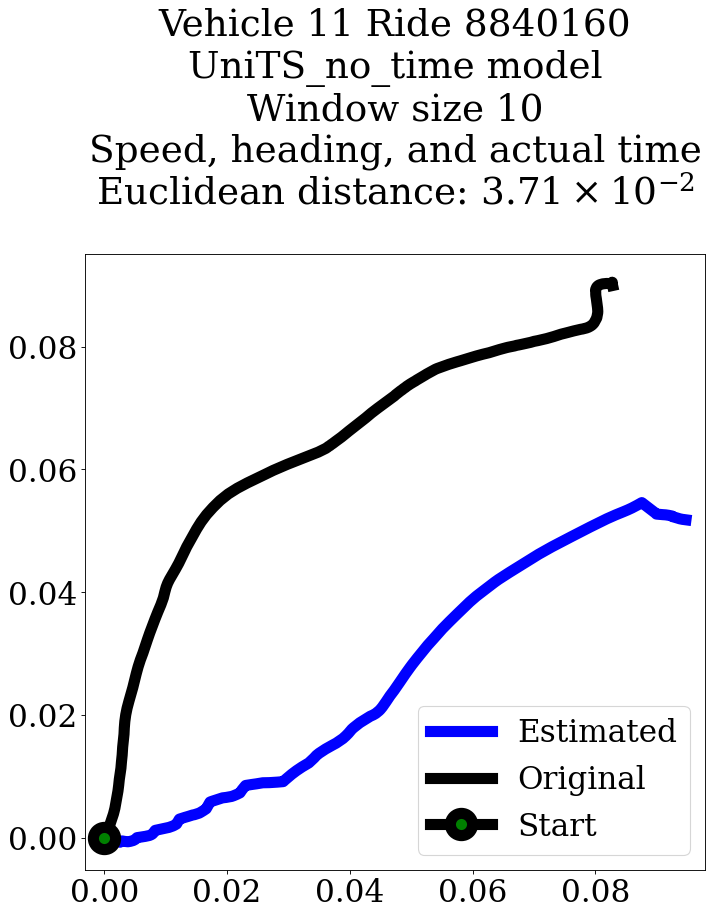 Vehicle 11 Ride 8840160
UniTS_no_time model
Window size 10
Speed, heading, and actual time
Euclidean distance: 3.71 × 10⁻²
0.08
0.06
0.04
0.02
0.00
Estimated
Original
Start
0.00 0.02 0.04 0.06 0.08